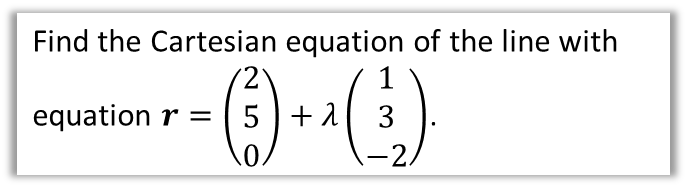 Find the Cartesian equation of the line with
equation r = (2 5 0) + λ (1 3 −2).